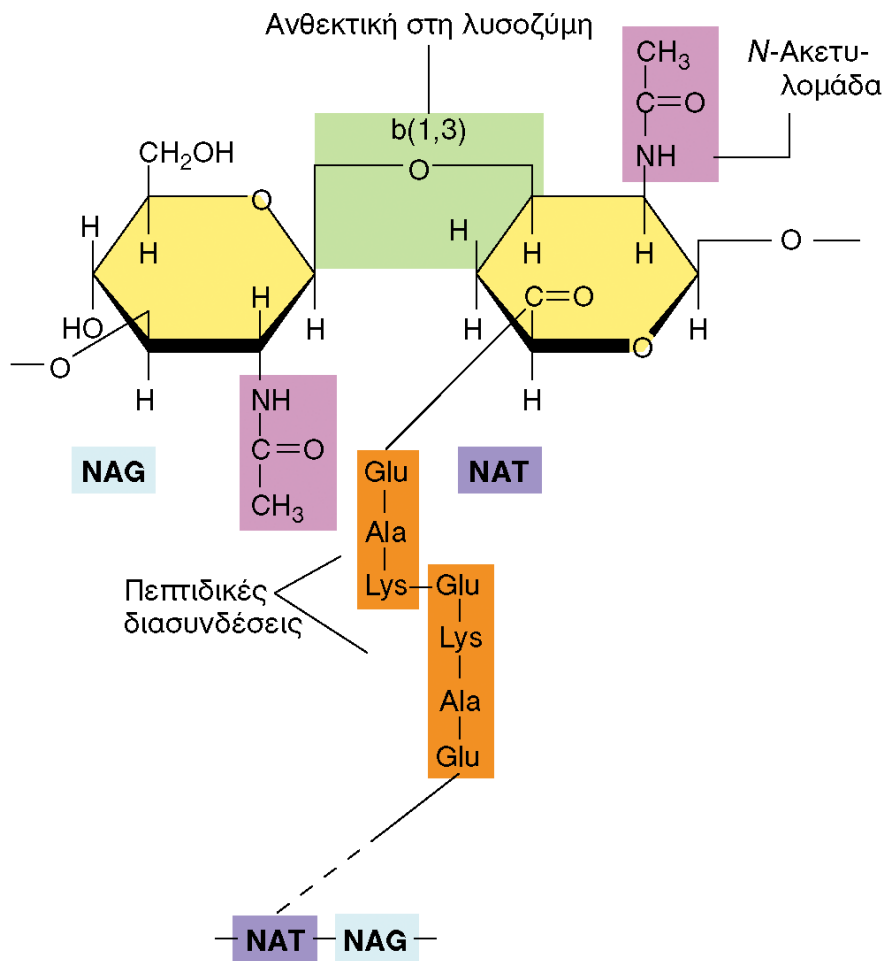 Ανθεκτική στη λυσοζύμη
N-Ακετυ-
λομάδα
CH3
C=O
NH
b(1,3)
CH2OH
O
O
H
H
H
H
H
O
HO
H
H
H
C=O
H
O
O
H
H
NH
C=O
CH3
NAG
NAT
Glu
Ala
Lys
Glu
Πεπτιδικές
διασυνδέσεις
Lys
Ala
Glu
NAT
NAG